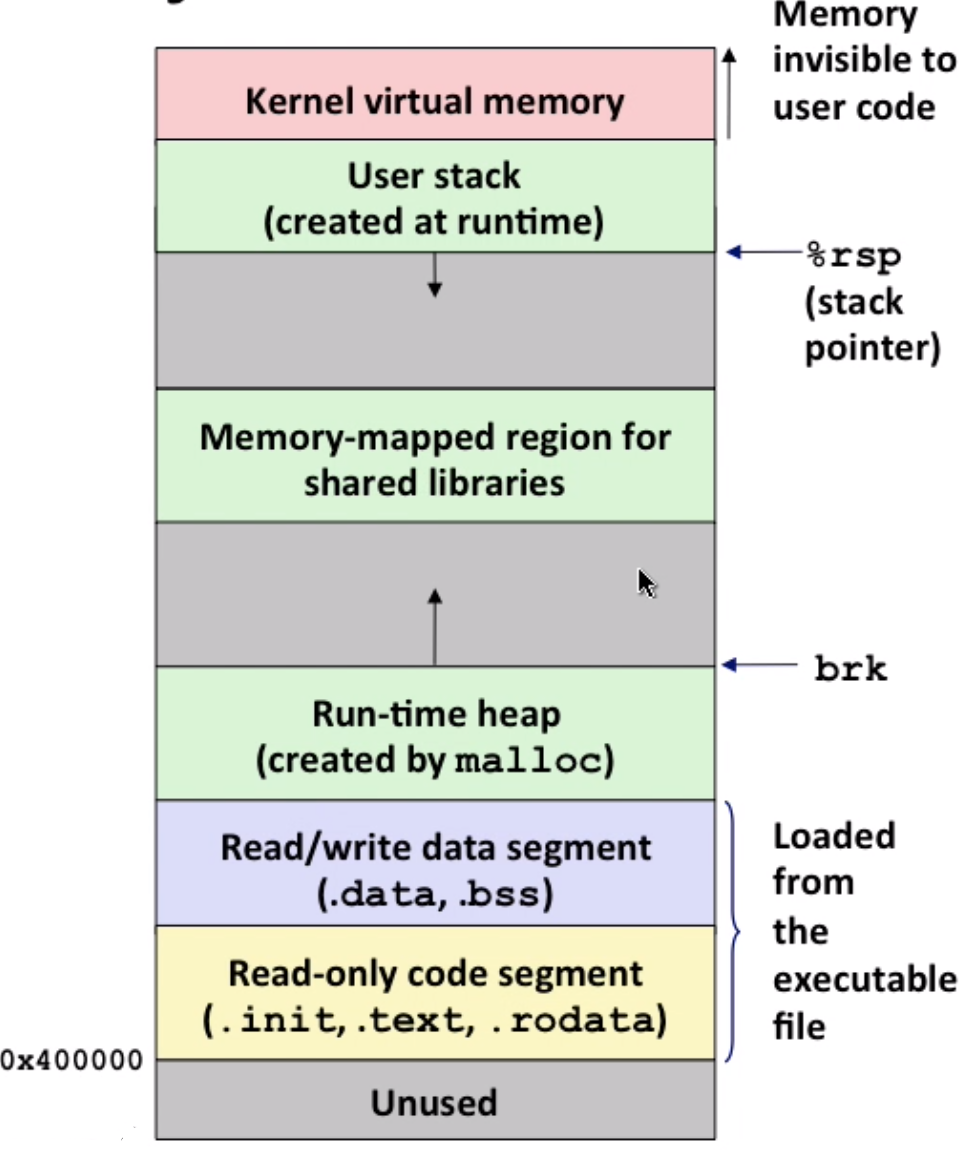 Memory
invisible to
user code
Kernel virtual memory
User stack
(created at runtime)
%rsp
(stack
pointer)
Memory-mapped region for
shared libraries
brk
Run-time heap
(created by malloc)
Read/write data segment
(.data, .bss)
Loaded
from
the
executable
file
Read-only code segment
(.init, .text, .rodata)
0x400000
Unused